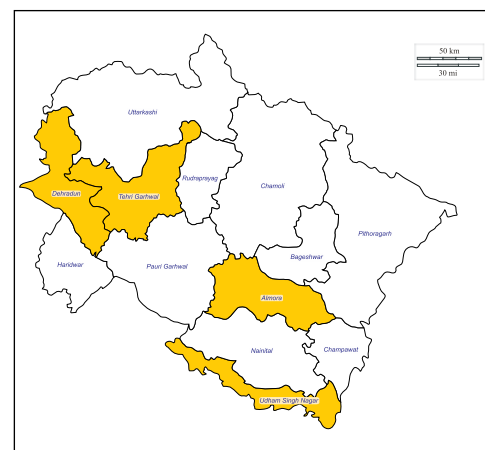 50 km
30 mi
Uttarkashi
Rudraprayag
Dehradun
Tehri Garhwal
Chamoli
Pithoragarh
Haridwar
Pauri Garhwal
Bageshwar
Almora
Nainital
Champawat
Udham Singh Nagar